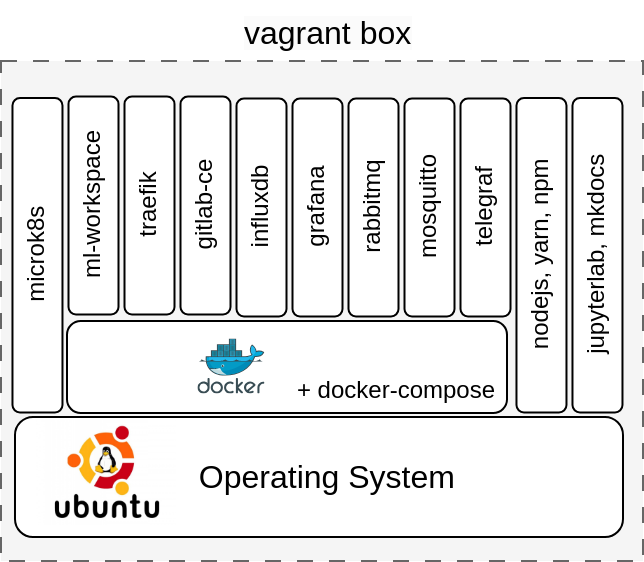 vagrant box
microk8s
ml-workspace
traefik
gitlab-ce
influxdb
grafana
rabbitmq
mosquitto
telegraf
nodejs, yarn, npm
jupyterlab, mkdocs
docker
+ docker-compose
ubuntu
Operating System